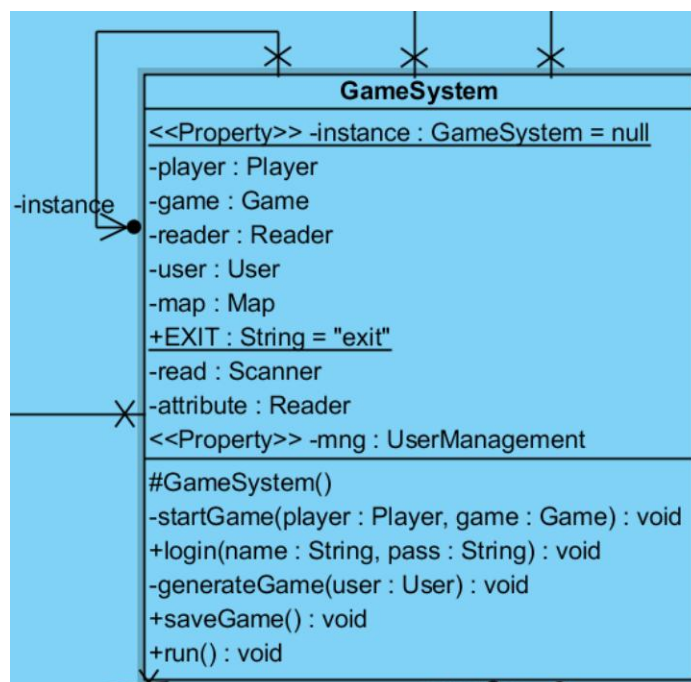 GameSystem
<<Property>> -instance : GameSystem = null
-player : Player
-game : Game
-instance
-reader : Reader
-user : User
-map : Map
+EXIT : String = "exit"
-read : Scanner
-attribute : Reader
<<Property>> -mng : UserManagement
#GameSystem()
-startGame(player : Player, game : Game) : void
+login(name : String, pass : String) : void
-generateGame(user : User) : void
+saveGame() : void
+run() : void